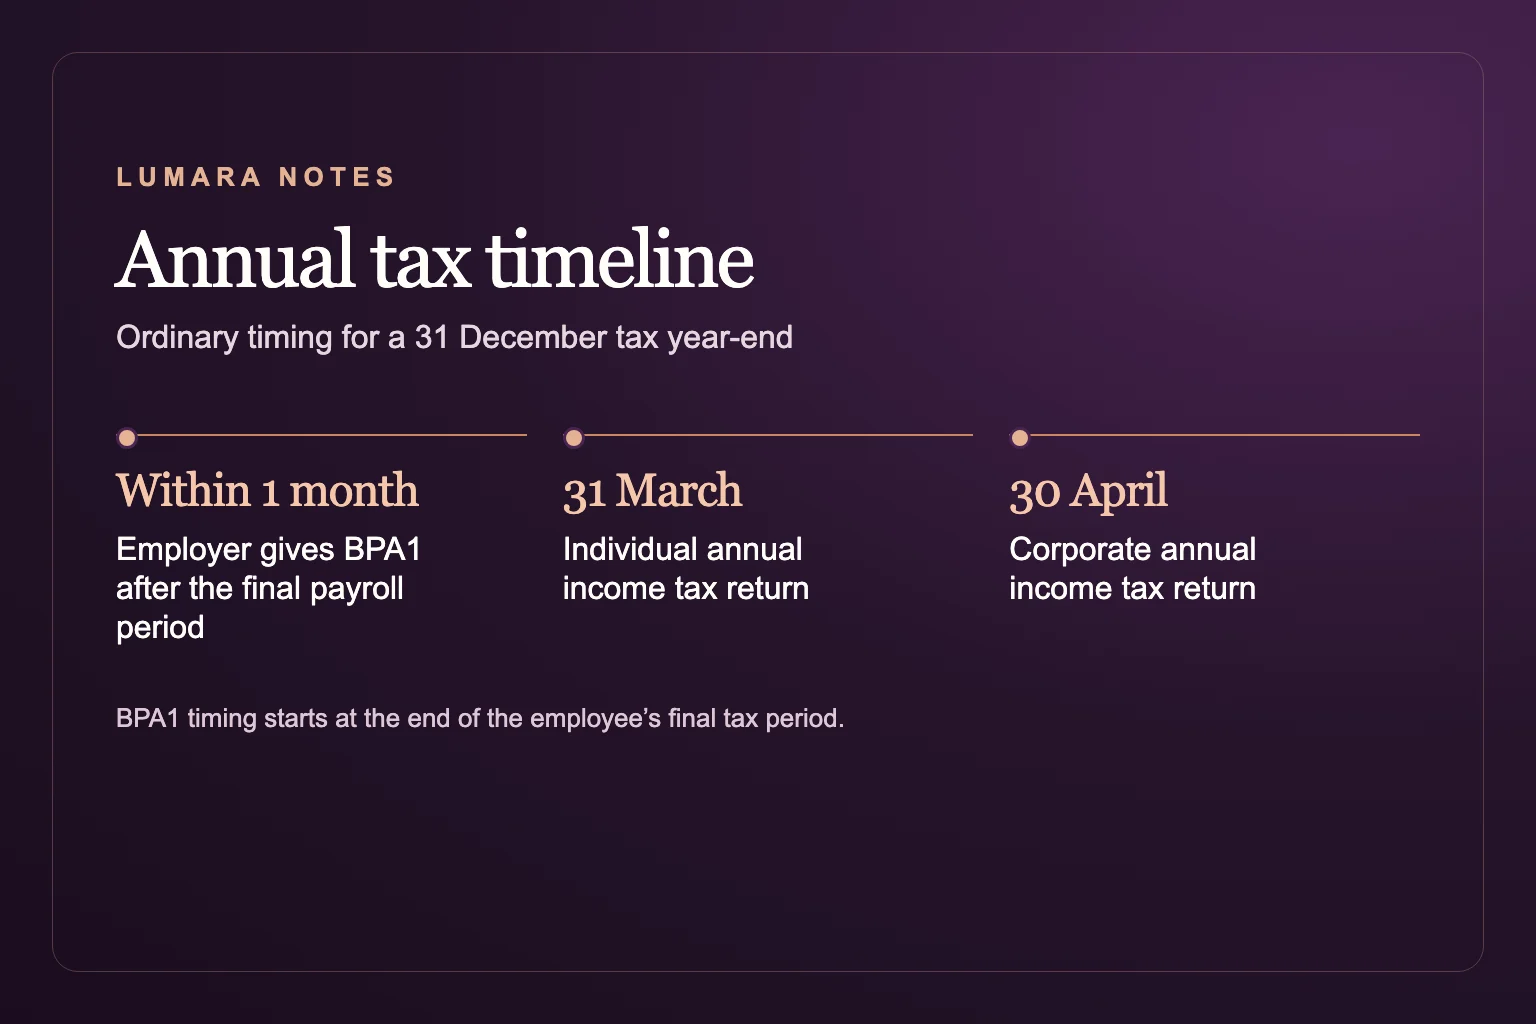 LUMARA NOTES
Annual tax timeline
Ordinary timing for a 31 December tax year-end
Within 1 month
Employer gives BPA1
after the final payroll
period
31 March
Individual annual
income tax return
30 April
Corporate annual
income tax return
BPA1 timing starts at the end of the employee’s final tax period.